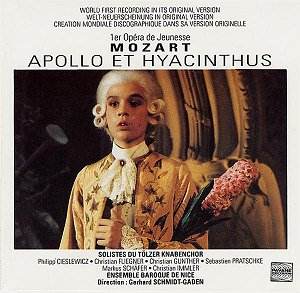 WORLD FIRST RECORDING IN ITS ORIGINAL VERSION
WELT-NEUERSCHEINUNG IN ORIGINAL VERSION
CREATION MONDIALE DISCOGRAPHIQUE DANS SA VERSION ORIGINELLE
1er Opéra de Jeunesse
MOZART
APOLLO ET HYACINTHUS
SOLISTES DU TÖLZER KNABENCHOR
Philipp CIESLEWICZ • Christian FLIEGNER • Christian GÜNTHER • Sébastien PRATSCHKE
Markus SCHÄFER • Christian IMMLER
ENSEMBLE BAROQUE DE NICE
Direction : Gerhard SCHMIDT-GADEN
PAVANE